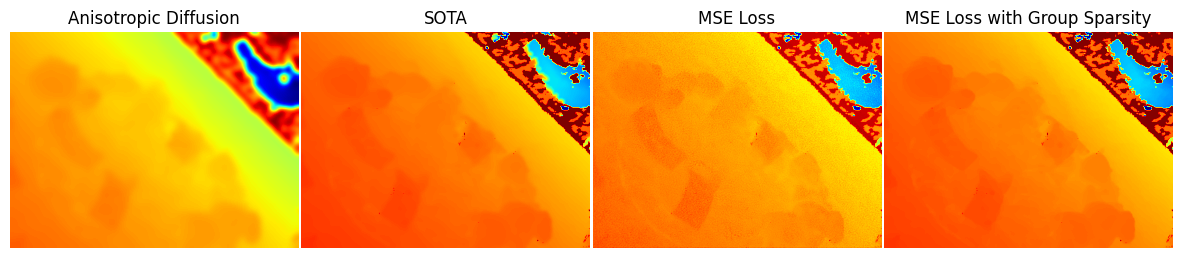 Anisotropic Diffusion
SOTA
MSE Loss
MSE Loss with Group Sparsity